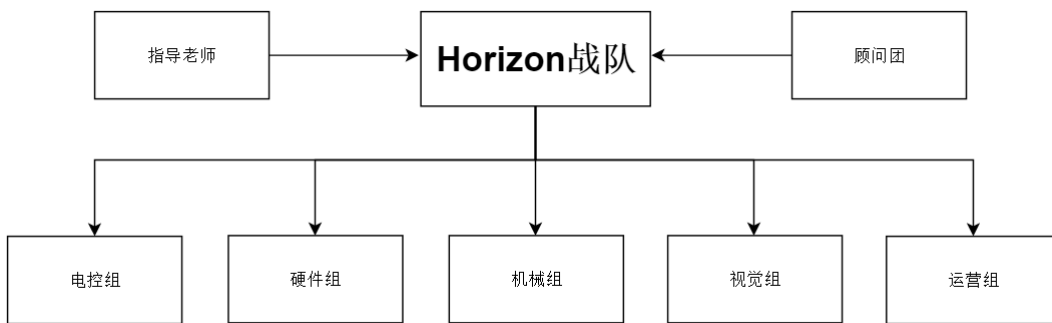 指导老师
Horizon战队
顾问团
电控组
硬件组
机械组
视觉组
运营组